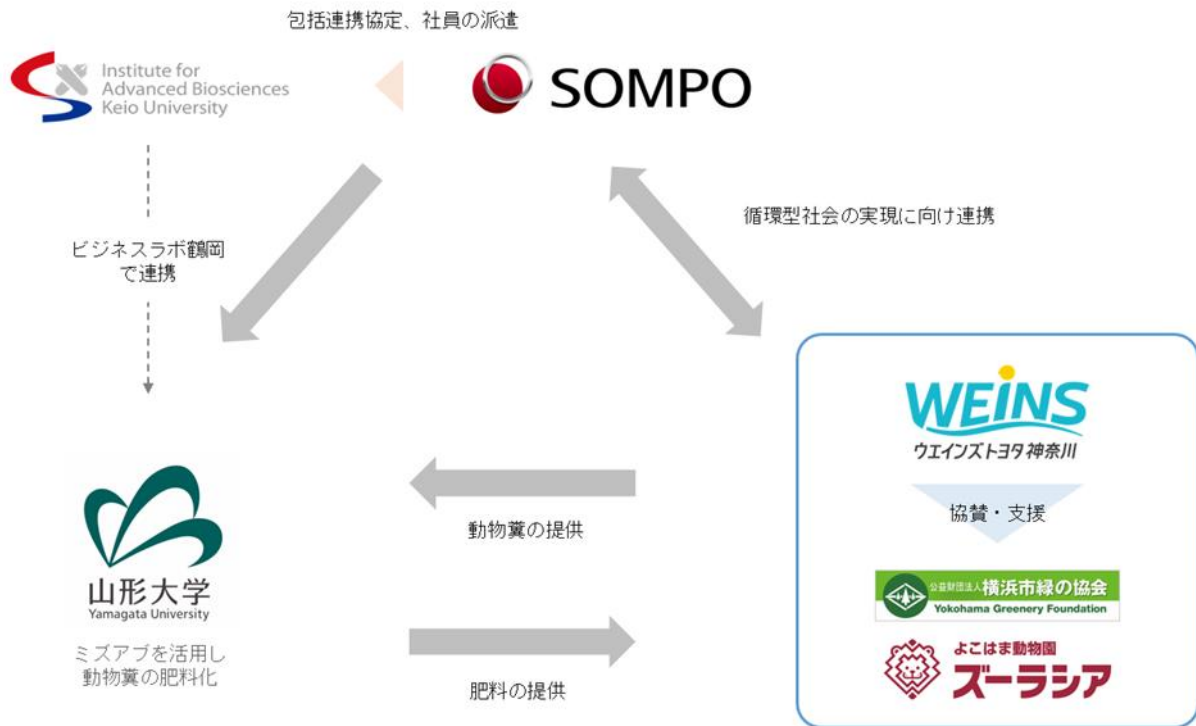 包括連携協定、社員の派遣
Institute for
Advanced Biosciences
Keio University
SOMPO
循環型社会の実現に向け連携
ビジネスラボ鶴岡
で連携
WEiNS
ウエインズトヨタ神奈川
協賛・支援
動物糞の提供
山形大学
Yamagata University
公益財団法人横浜市緑の協会
Yokohama Greenery Foundation
ミズアブを活用し
動物糞の肥料化
肥料の提供
よこはま動物園
ズーラシア